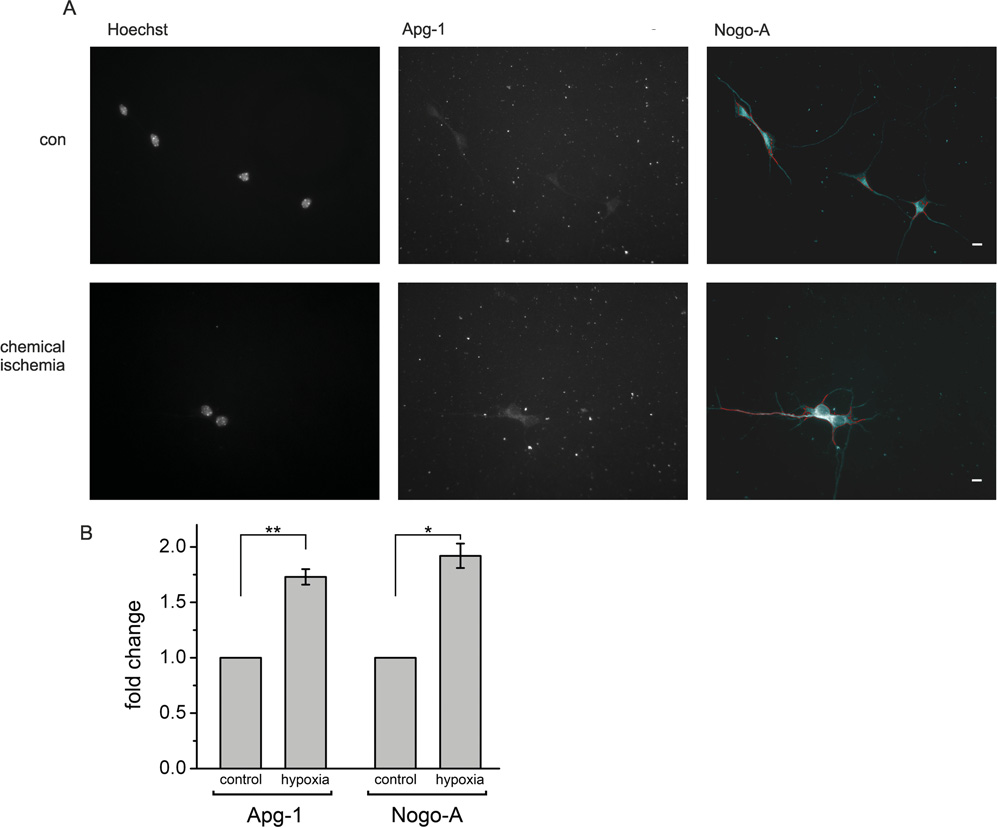 A
Hoechst
Apg-1
Nogo-A
con
chemical
ischemia
B
** *
2.0
1.5
1.0
0.5
0.0
fold change
control hypoxia control hypoxia
Apg-1 Nogo-A